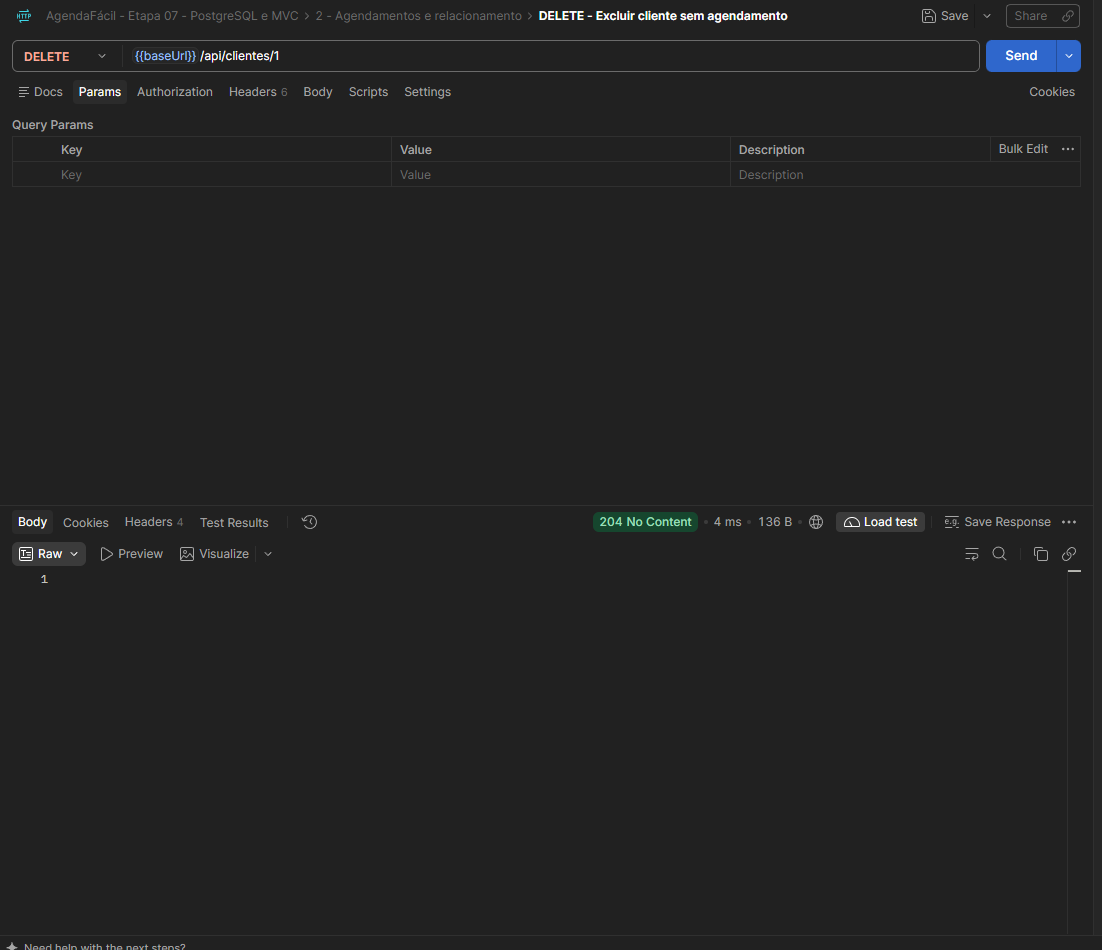 HTTP AgendaFácil - Etapa 07 - PostgreSQL e MVC > 2 - Agendamentos e relacionamento > DELETE - Excluir cliente sem agendamento Save Share
DELETE {{baseUrl}} /api/clientes/1 Send
Docs Params Authorization Headers 6 Body Scripts Settings Cookies
Query Params
Key Value Description Bulk Edit
Key Value Description
Body Cookies Headers 4 Test Results 204 No Content • 4 ms • 136 B • Load test e.g. Save Response
Raw Preview Visualize
1
Need help with the next steps?